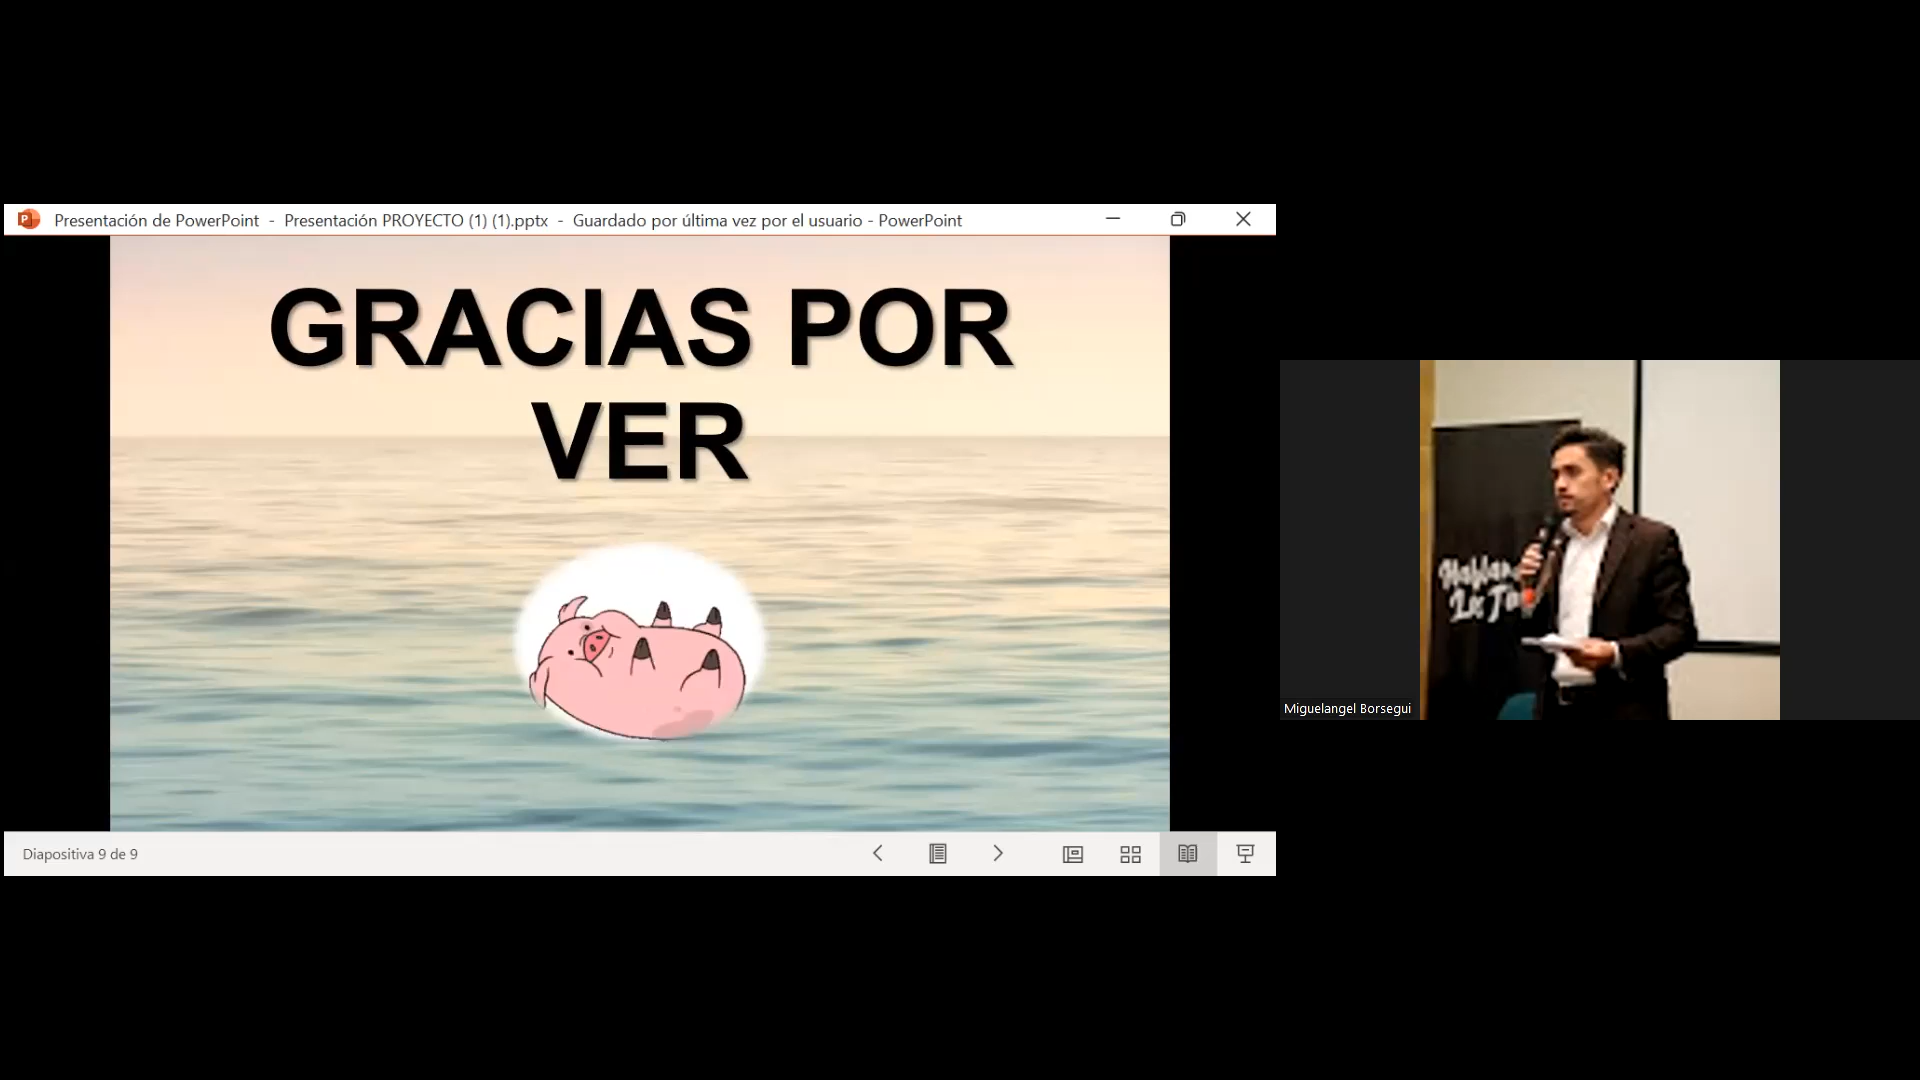 Presentación de PowerPoint - Presentación PROYECTO (1) (1).pptx - Guardado por última vez por el usuario - PowerPoint
GRACIAS POR
VER
Miguelangel Borsegui
Diapositiva 9 de 9